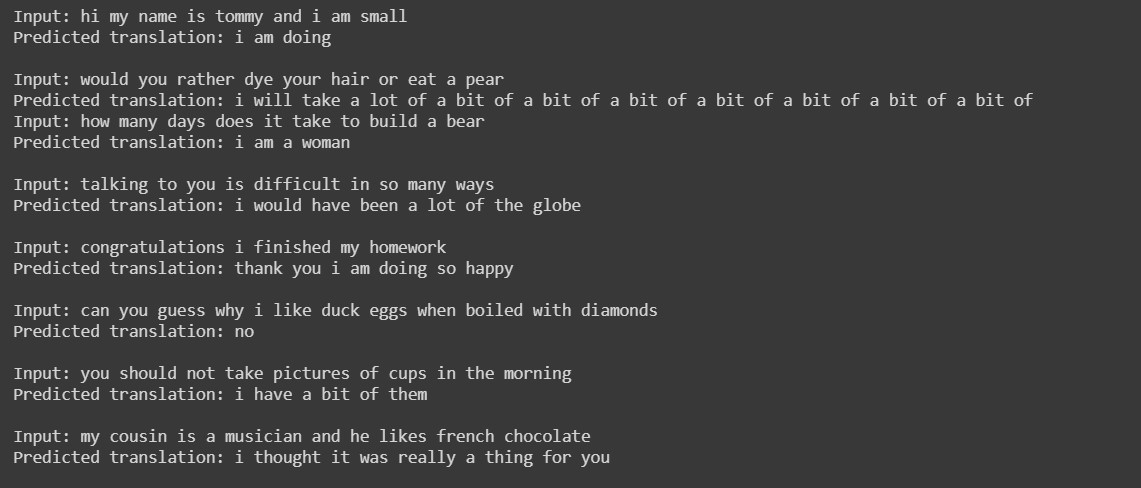 Input: hi my name is tommy and i am small
Predicted translation: i am doing
Input: would you rather dye your hair or eat a pear
Predicted translation: i will take a lot of a bit of a bit of a bit of a bit of a bit of a bit of a bit of
Input: how many days does it take to build a bear
Predicted translation: i am a woman
Input: talking to you is difficult in so many ways
Predicted translation: i would have been a lot of the globe
Input: congratulations i finished my homework
Predicted translation: thank you i am doing so happy
Input: can you guess why i like duck eggs when boiled with diamonds
Predicted translation: no
Input: you should not take pictures of cups in the morning
Predicted translation: i have a bit of them
Input: my cousin is a musician and he likes french chocolate
Predicted translation: i thought it was really a thing for you